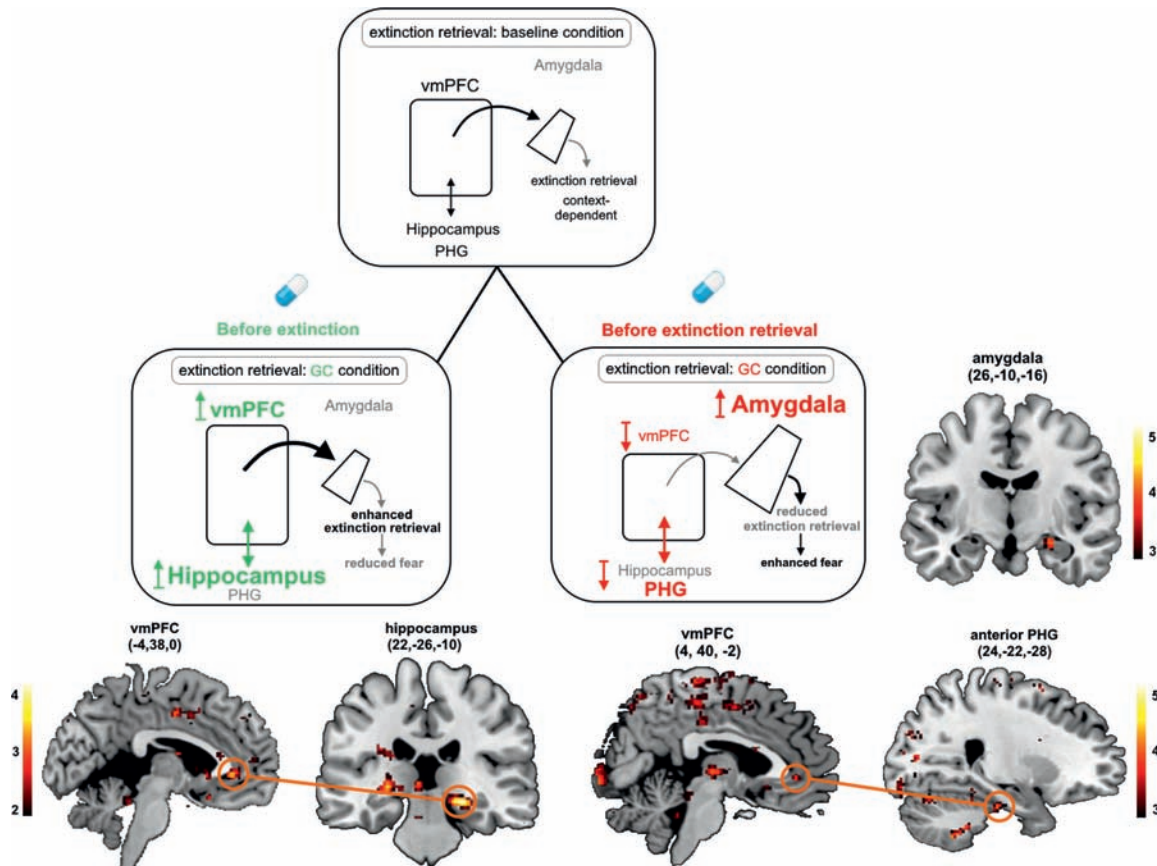 extinction retrieval: baseline condition
Amygdala
vmPFC
extinction retrieval
context-
dependent
Hippocampus
PHG
Before extinction
extinction retrieval: GC condition
vmPFC
Amygdala
enhanced
extinction retrieval
reduced fear
Hippocampus
PHG
Before extinction retrieval
extinction retrieval: GC condition
Amygdala
vmPFC
reduced
extinction retrieval
enhanced fear
Hippocampus
PHG
amygdala
(26,-10,-16)
5
4
3
vmPFC
(-4,38,0)
4
3
2
hippocampus
(22,-26,-10)
vmPFC
(4, 40, -2)
anterior PHG
(24,-22,-28)
5
4
3